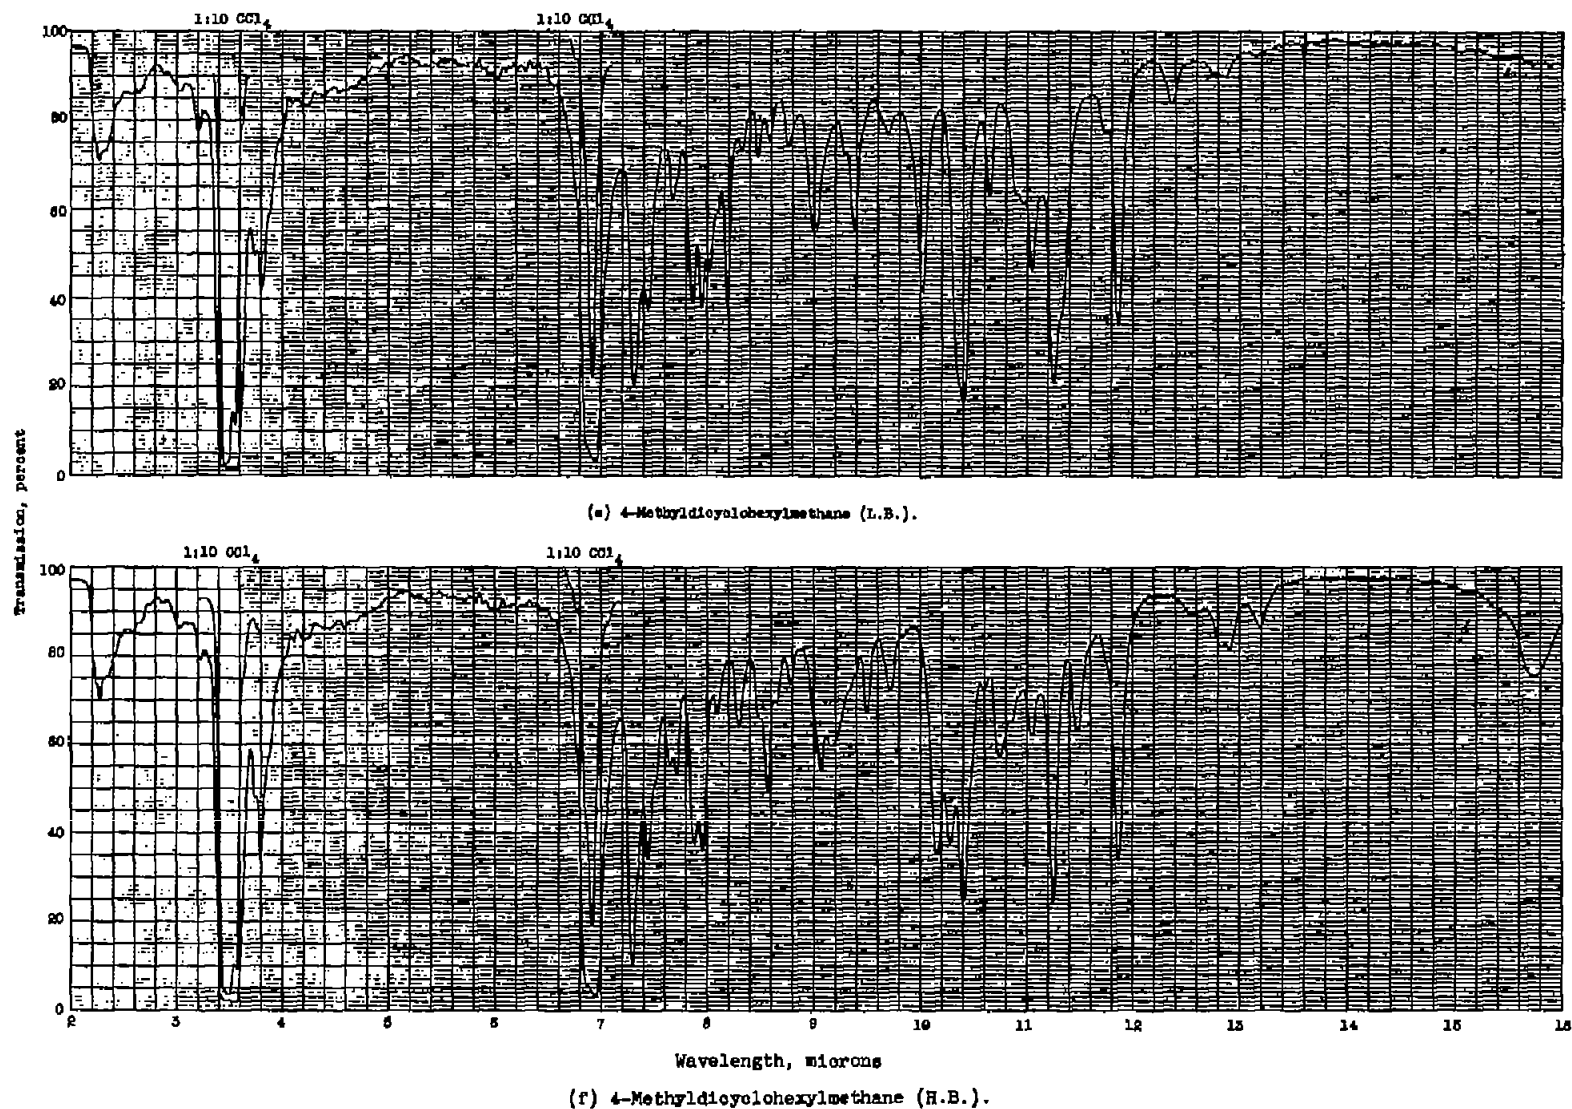 1:10 CCl4 1:10 CCl4
100
80
60
40
20
0
(e) 4-Methyldicyclohexylmethane (L.B.).
Transmission, percent
1:10 CCl4 1:10 CCl4
100
80
60
40
20
0
2 3 4 5 6 7 8 9 10 11 12 13 14 15 16
Wavelength, microns
(f) 4-Methyldicyclohexylmethane (H.B.).